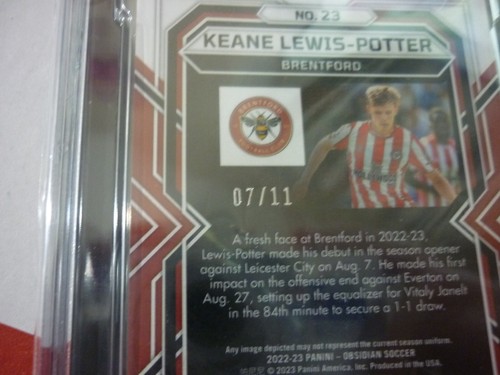 NO. 23
KEANE LEWIS-POTTER
BRENTFORD
BRENTFORD
FOOTBALL CLUB
07/11
A fresh face at Brentford in 2022-23,
Lewis-Potter made his debut in the season opener
against Leicester City on Aug. 7. He made his first
impact on the offensive end against Everton on
Aug. 27, setting up the equalizer for Vitaly Janelt
in the 84th minute to secure a 1-1 draw.
Any image depicted may not represent the current season uniform.
2022-23 PANINI – OBSIDIAN SOCCER
© 2023 Panini America, Inc. Produced in the USA.